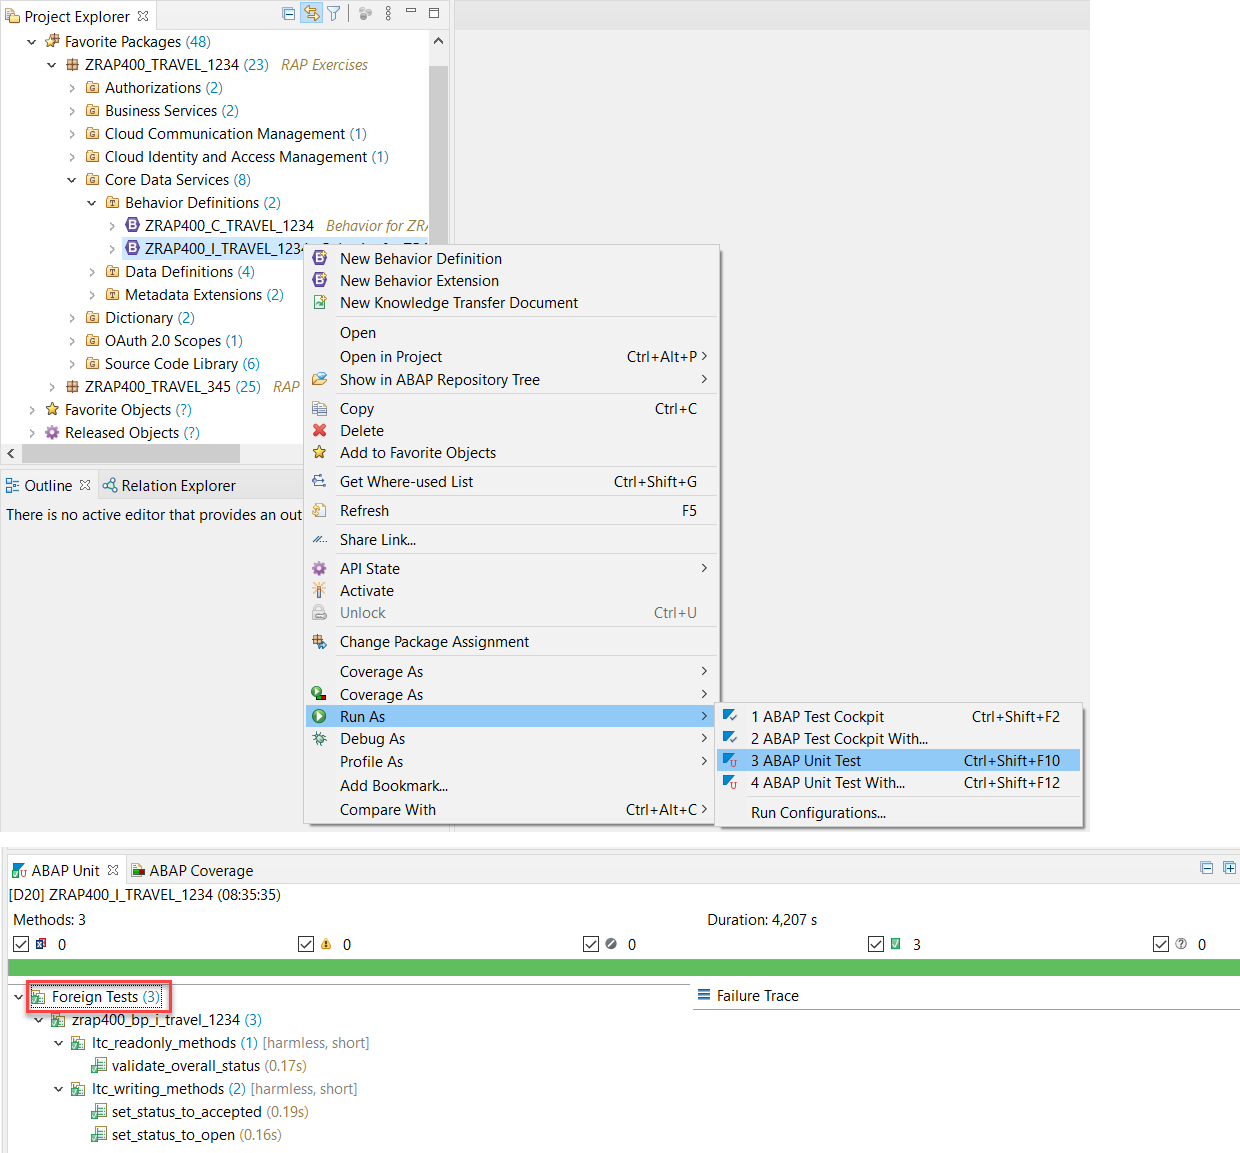 Project Explorer
Favorite Packages (48)
ZRAP400_TRAVEL_1234 (23) RAP Exercises
Authorizations (2)
Business Services (2)
Cloud Communication Management (1)
Cloud Identity and Access Management (1)
Core Data Services (8)
Behavior Definitions (2)
ZRAP400_C_TRAVEL_1234 Behavior for ZRA
ZRAP400_I_TRAVEL_1234
Data Definitions (4)
Metadata Extensions (2)
Dictionary (2)
OAuth 2.0 Scopes (1)
Source Code Library (6)
ZRAP400_TRAVEL_345 (25) RAP
Favorite Objects (?)
Released Objects (?)
Outline
Relation Explorer
There is no active editor that provides an out
New Behavior Definition
New Behavior Extension
New Knowledge Transfer Document
Open
Open in Project Ctrl+Alt+P
Show in ABAP Repository Tree
Copy Ctrl+C
Delete
Add to Favorite Objects
Get Where-used List Ctrl+Shift+G
Refresh F5
Share Link...
API State
Activate
Unlock Ctrl+U
Change Package Assignment
Coverage As
Coverage As
Run As
Debug As
Profile As
Add Bookmark...
Compare With Ctrl+Alt+C
1 ABAP Test Cockpit Ctrl+Shift+F2
2 ABAP Test Cockpit With...
3 ABAP Unit Test Ctrl+Shift+F10
4 ABAP Unit Test With... Ctrl+Shift+F12
Run Configurations...
ABAP Unit
ABAP Coverage
[D20] ZRAP400_I_TRAVEL_1234 (08:35:35)
Methods: 3 Duration: 4,207 s
0 0 0 3 0
Foreign Tests (3)
Failure Trace
zrap400_bp_i_travel_1234 (3)
ltc_readonly_methods (1) [harmless, short]
validate_overall_status (0.17s)
ltc_writing_methods (2) [harmless, short]
set_status_to_accepted (0.19s)
set_status_to_open (0.16s)